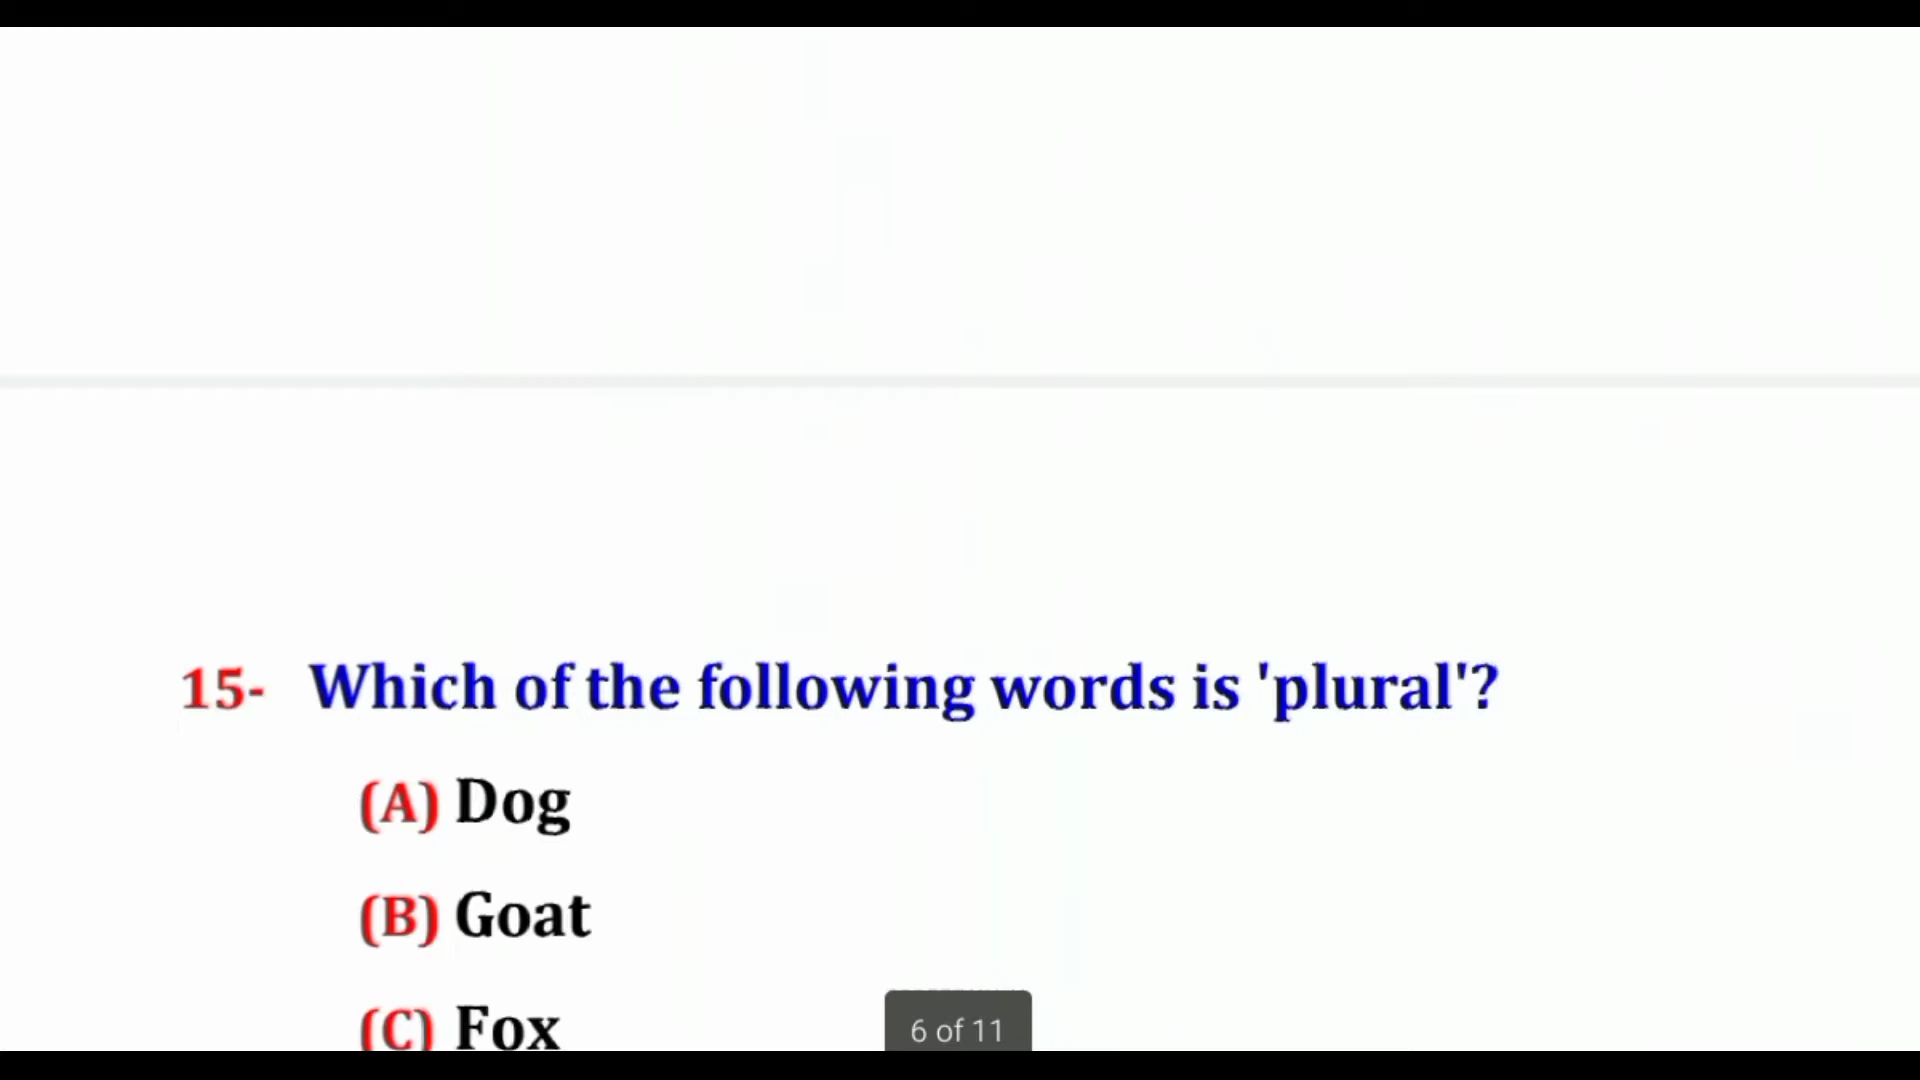 15- Which of the following words is 'plural'?
(A) Dog
(B) Goat
(C) Fox
6 of 11